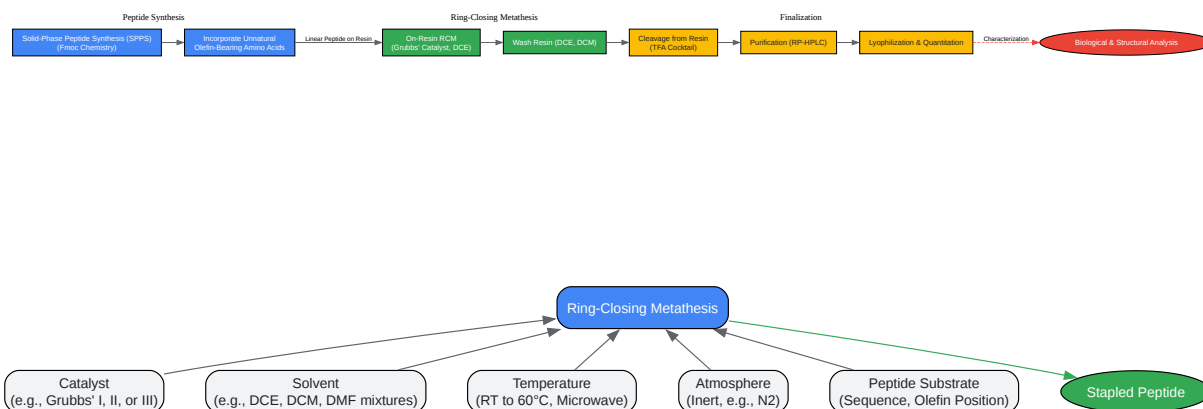 Peptide Synthesis
Ring-Closing Metathesis
Finalization
Solid-Phase Peptide Synthesis (SPPS)
(Fmoc Chemistry)
Incorporate Unnatural
Olefin-Bearing Amino Acids
Linear Peptide on Resin
On-Resin RCM
(Grubbs' Catalyst, DCE)
Wash Resin (DCE, DCM)
Cleavage from Resin
(TFA Cocktail)
Purification (RP-HPLC)
Lyophilization & Quantitation
Characterization
Biological & Structural Analysis
Ring-Closing Metathesis
Catalyst
(e.g., Grubbs' I, II, or III)
Solvent
(e.g., DCE, DCM, DMF mixtures)
Temperature
(RT to 60°C, Microwave)
Atmosphere
(Inert, e.g., N2)
Peptide Substrate
(Sequence, Olefin Position)
Stapled Peptide